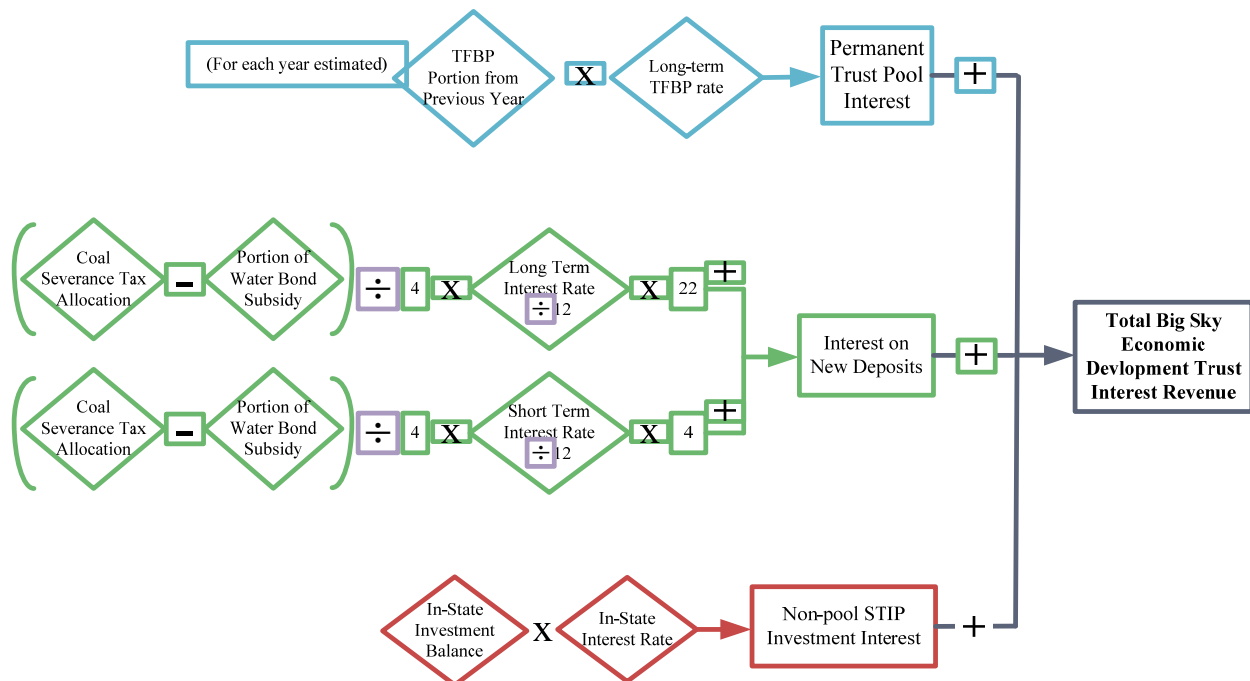 (For each year estimated)
TFBP
Portion from
Previous Year
X
Long-term
TFBP rate
Permanent
Trust Pool
Interest
+
(
Coal
Severance Tax
Allocation
−
Portion of
Water Bond
Subsidy
)
÷
4
X
Long Term
Interest Rate
÷ 12
X
22
+
(
Coal
Severance Tax
Allocation
−
Portion of
Water Bond
Subsidy
)
÷
4
X
Short Term
Interest Rate
÷ 12
X
4
+
Interest on
New Deposits
+
Total Big Sky
Economic
Devlopment Trust
Interest Revenue
In-State
Investment
Balance
X
In-State
Interest Rate
Non-pool STIP
Investment Interest
+